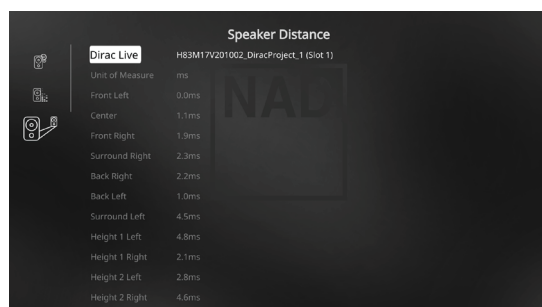 Speaker Distance
Dirac Live H83M17V201002_DiracProject_1 (Slot 1)
Unit of Measure ms
Front Left 0.0ms
Center 1.1ms
Front Right 1.9ms
Surround Right 2.3ms
Back Right 2.2ms
Back Left 1.0ms
Surround Left 4.5ms
Height 1 Left 4.8ms
Height 1 Right 2.1ms
Height 2 Left 2.8ms
Height 2 Right 4.6ms
NAD